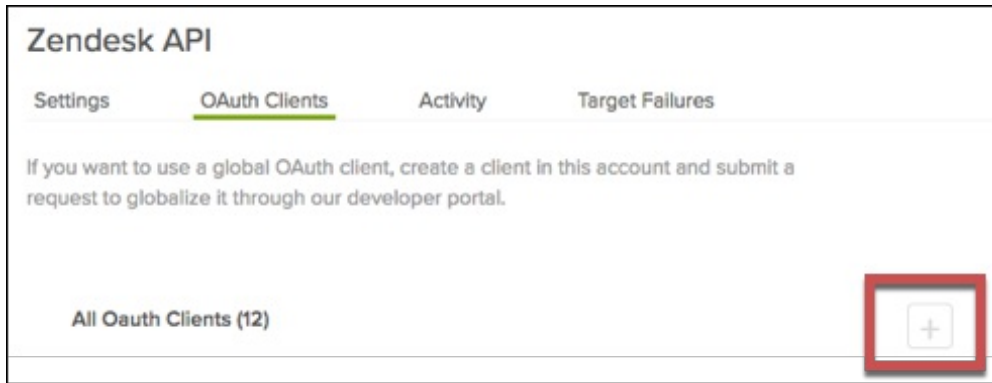 Zendesk API
Settings OAuth Clients Activity Target Failures
If you want to use a global OAuth client, create a client in this account and submit a
request to globalize it through our developer portal.
All Oauth Clients (12)
+